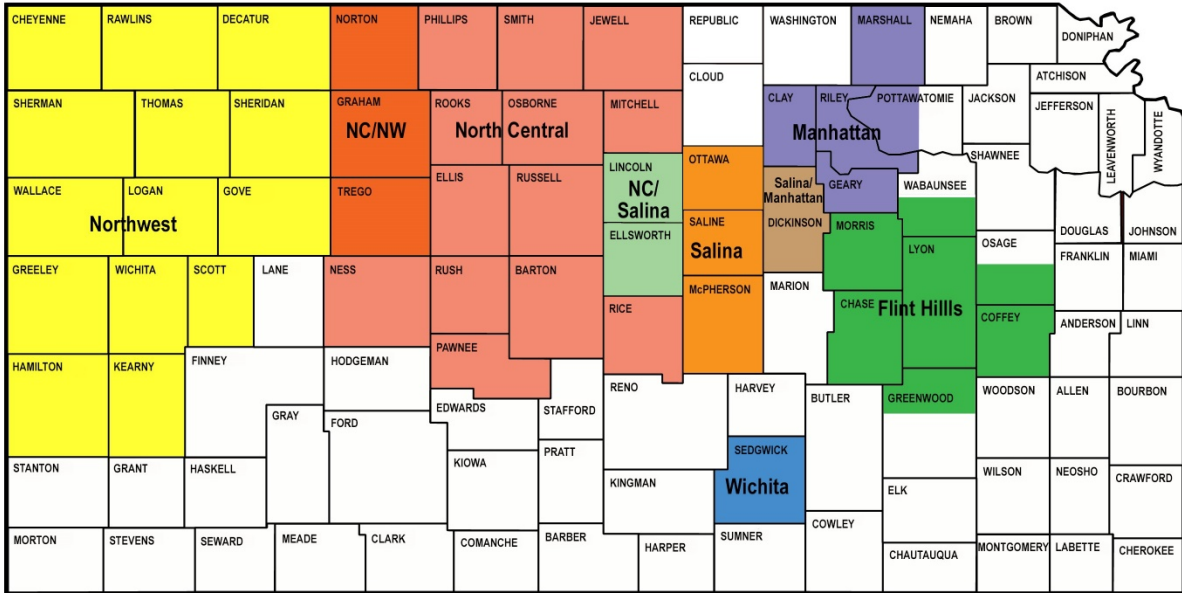 CHEYENNE
RAWLINS
DECATUR
NORTON
PHILLIPS
SMITH
JEWELL
REPUBLIC
WASHINGTON
MARSHALL
NEMAHA
BROWN
DONIPHAN
CLOUD
ATCHISON
SHERMAN
THOMAS
SHERIDAN
GRAHAM
NC/NW
ROOKS
OSBORNE
North Central
MITCHELL
CLAY
RILEY
POTTAWATOMIE
Manhattan
JACKSON
JEFFERSON
LEAVENWORTH
WYANDOTTE
SHAWNEE
OTTAWA
LINCOLN
NC/
Salina
ELLIS
RUSSELL
WALLACE
LOGAN
GOVE
Northwest
TREGO
Salina/
Manhattan
DICKINSON
GEARY
WABAUNSEE
SALINE
Salina
ELLSWORTH
MORRIS
LYON
OSAGE
DOUGLAS
JOHNSON
GREELEY
WICHITA
SCOTT
LANE
NESS
RUSH
BARTON
RICE
McPHERSON
MARION
CHASE
Flint Hillls
COFFEY
FRANKLIN
MIAMI
ANDERSON
LINN
HAMILTON
KEARNY
FINNEY
HODGEMAN
PAWNEE
RENO
HARVEY
BUTLER
GREENWOOD
WOODSON
ALLEN
BOURBON
EDWARDS
STAFFORD
GRAY
FORD
STANTON
GRANT
HASKELL
KIOWA
PRATT
KINGMAN
SEDGWICK
Wichita
ELK
WILSON
NEOSHO
CRAWFORD
MORTON
STEVENS
SEWARD
MEADE
CLARK
COMANCHE
BARBER
HARPER
SUMNER
COWLEY
CHAUTAUQUA
MONTGOMERY
LABETTE
CHEROKEE